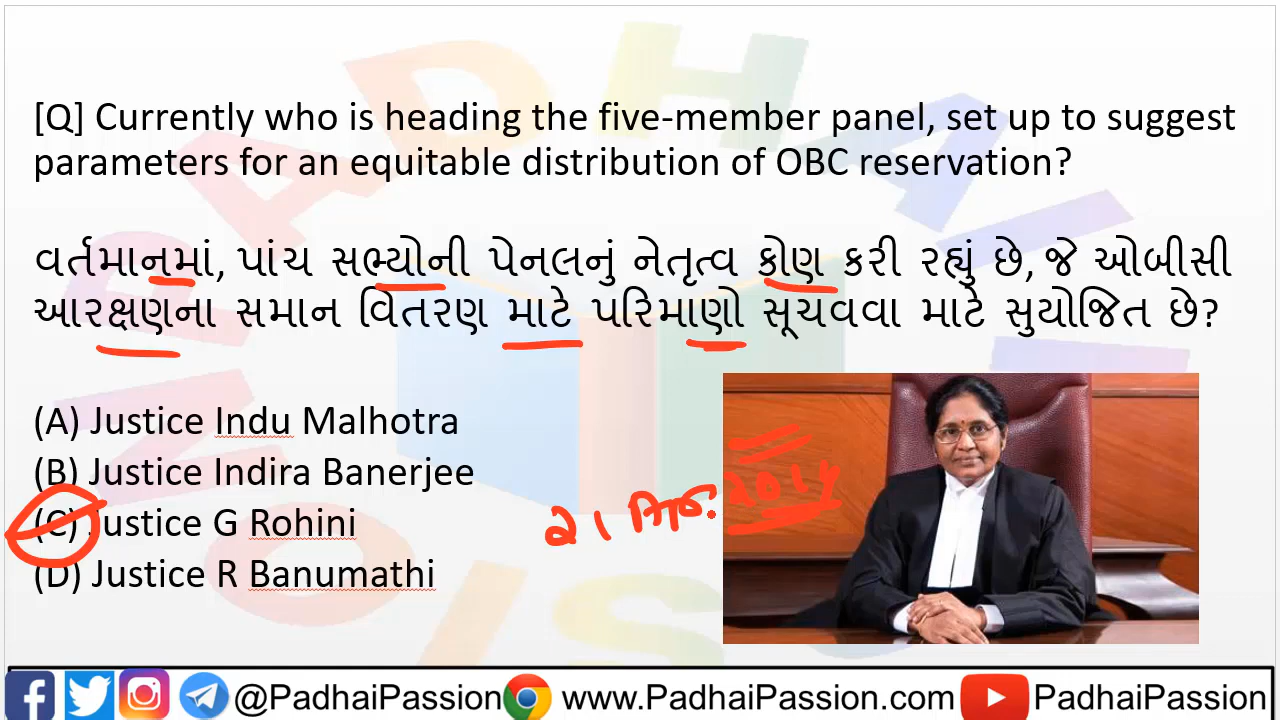 [Q] Currently who is heading the five-member panel, set up to suggest
parameters for an equitable distribution of OBC reservation?
વર્તમાનમાં, પાંચ સભ્યોની પેનલનું નેતૃત્વ કોણ કરી રહ્યું છે, જે ઓબીસી
આરક્ષણના સમાન વિતરણ માટે પરિમાણો સૂચવવા માટે સુયોજિત છે?
(A) Justice Indu Malhotra
(B) Justice Indira Banerjee
(C) Justice G Rohini
(D) Justice R Banumathi
@PadhaiPassion www.PadhaiPassion.com PadhaiPassion